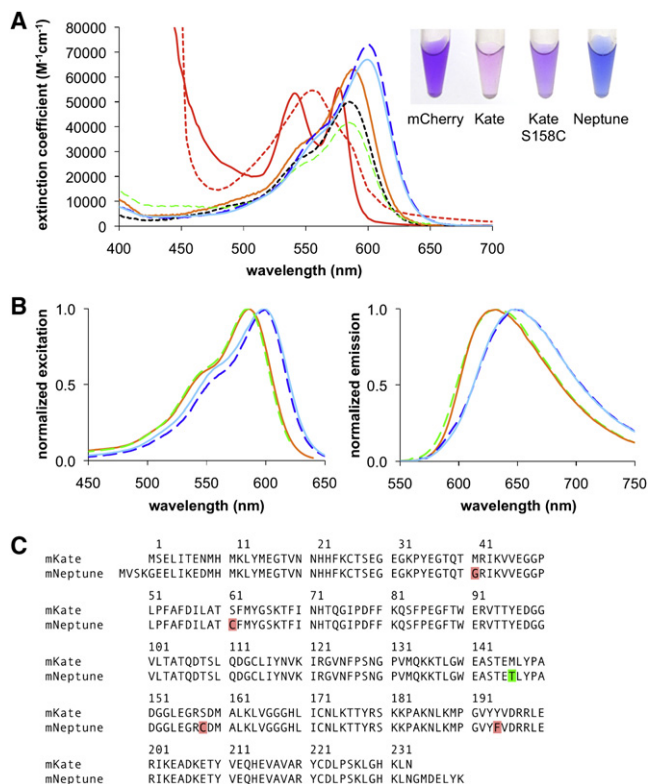 A
extinction coefficient (M-1cm-1)
80000
70000
60000
50000
40000
30000
20000
10000
0
400 450 500 550 600 650 700
wavelength (nm)
mCherry Kate Kate S158C Neptune
B
normalized excitation
1.0
0.5
0.0
450 500 550 600 650
wavelength (nm)
normalized emission
1.0
0.5
0.0
550 600 650 700 750
wavelength (nm)
C
1 11 21 31 41
mKate MSELITENMH MKLYMEGTVN NHHFKCTSEG EGKPYEGTQT MRIKVVEGGP
mNeptune MVSKGEELIKEDMH MKLYMEGTVN NHHFKCTSEG EGKPYEGTQT GRIKVVEGGP
51 61 71 81 91
mKate LPFAFDILAT SFMYGSKTFI NHTQGIPDFF KQSFPEGFTW ERVTTYEDGG
mNeptune LPFAFDILAT CFMYGSKTFI NHTQGIPDFF KQSFPEGFTW ERVTTYEDGG
101 111 121 131 141
mKate VLTATQDTSL QDGCLIYNVK IRGVNFPSNG PVMQKKTLGW EASTEMLYPA
mNeptune VLTATQDTSL QDGCLIYNVK IRGVNFPSNG PVMQKKTLGW EASTETLYPA
151 161 171 181 191
mKate DGGLEGRSDM ALKLVGGGHL ICNLKTTYRS KKPAKNLKMP GVYYVDRRLE
mNeptune DGGLEGRCDM ALKLVGGGHL ICNLKTTYRS KKPAKNLKMP GVYFVDRRLE
201 211 221 231
mKate RIKEADKETY VEQHEVAVAR YCDLPSKLGH KLN
mNeptune RIKEADKETY VEQHEVAVAR YCDLPSKLGH KLNGMDELYK